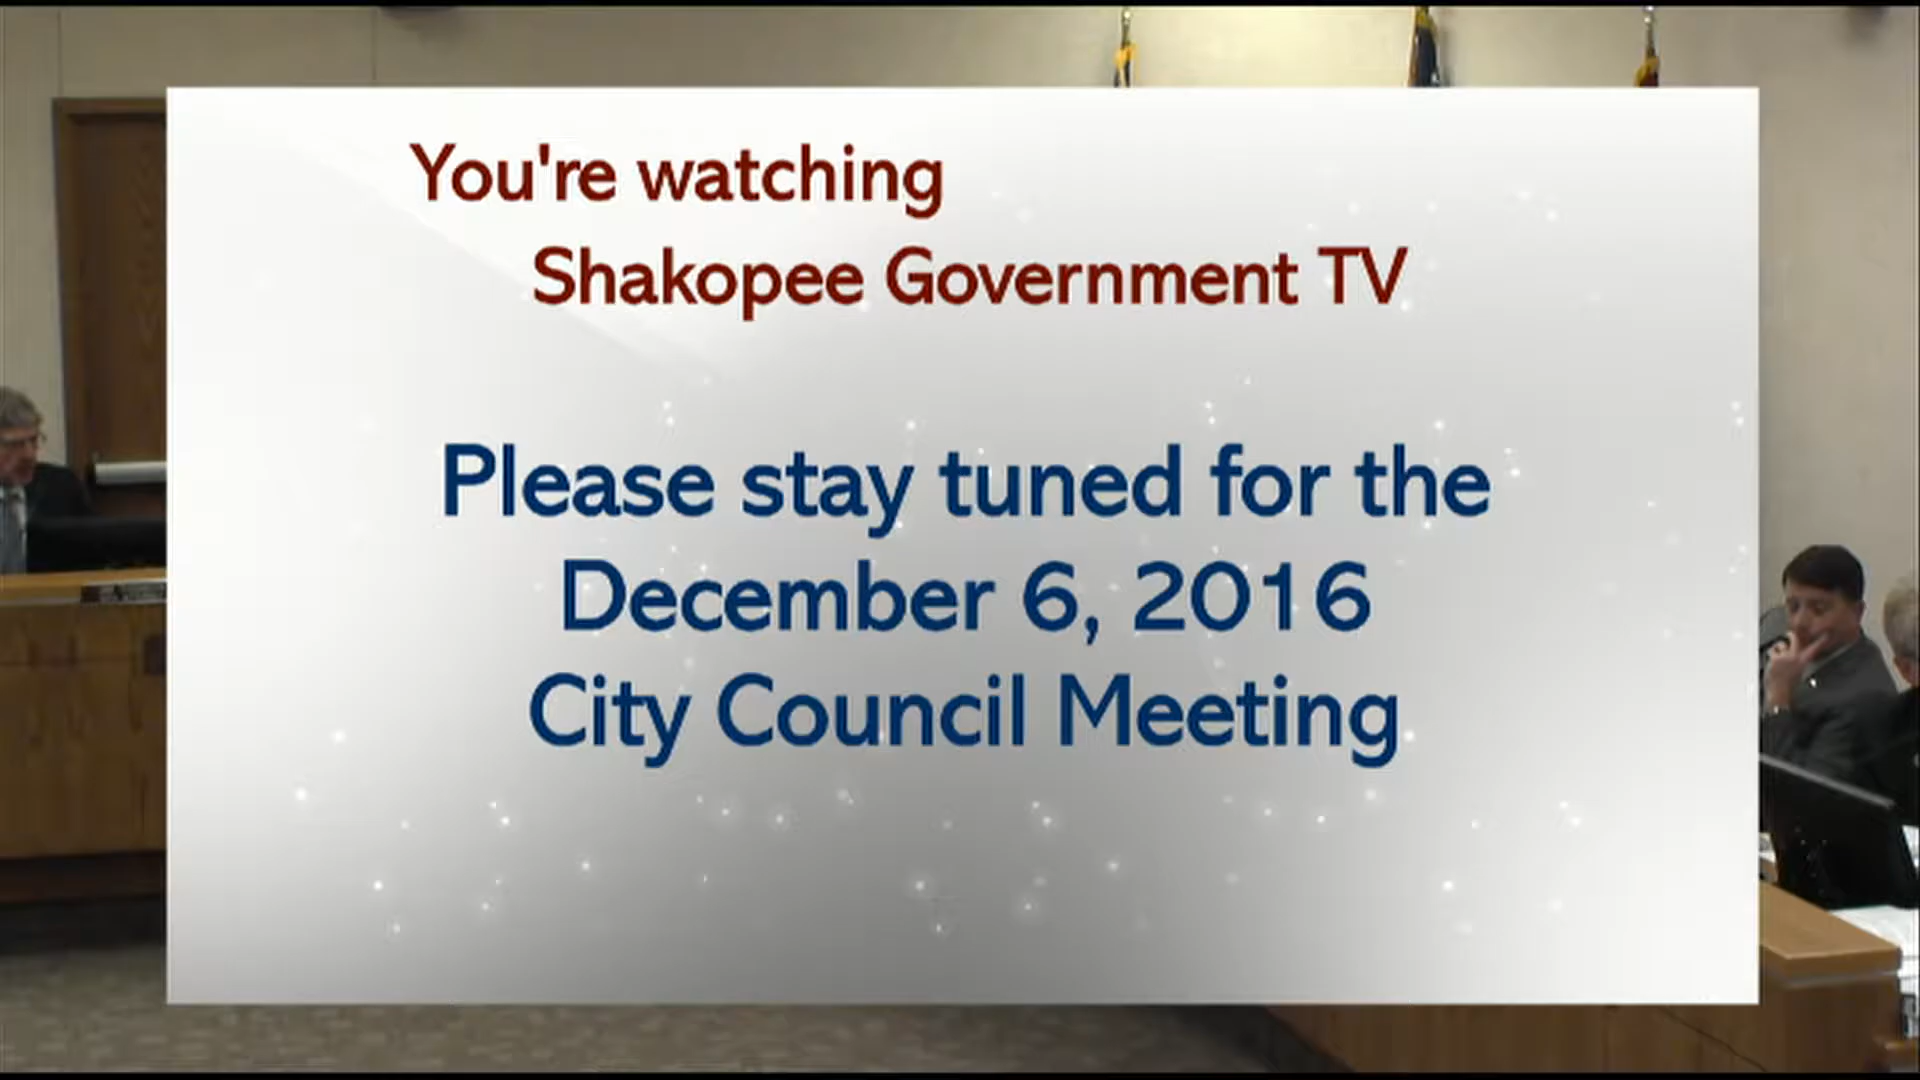 You're watching
Shakopee Government TV
Please stay tuned for the
December 6, 2016
City Council Meeting